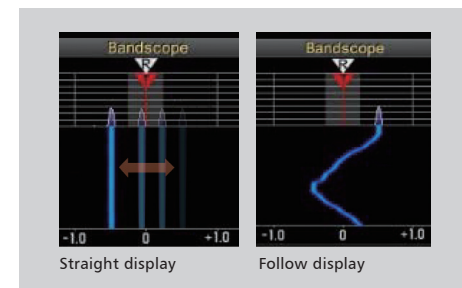 Bandscope
R
-1.0 0 +1.0
Straight display
Bandscope
R
-1.0 0 +1.0
Follow display